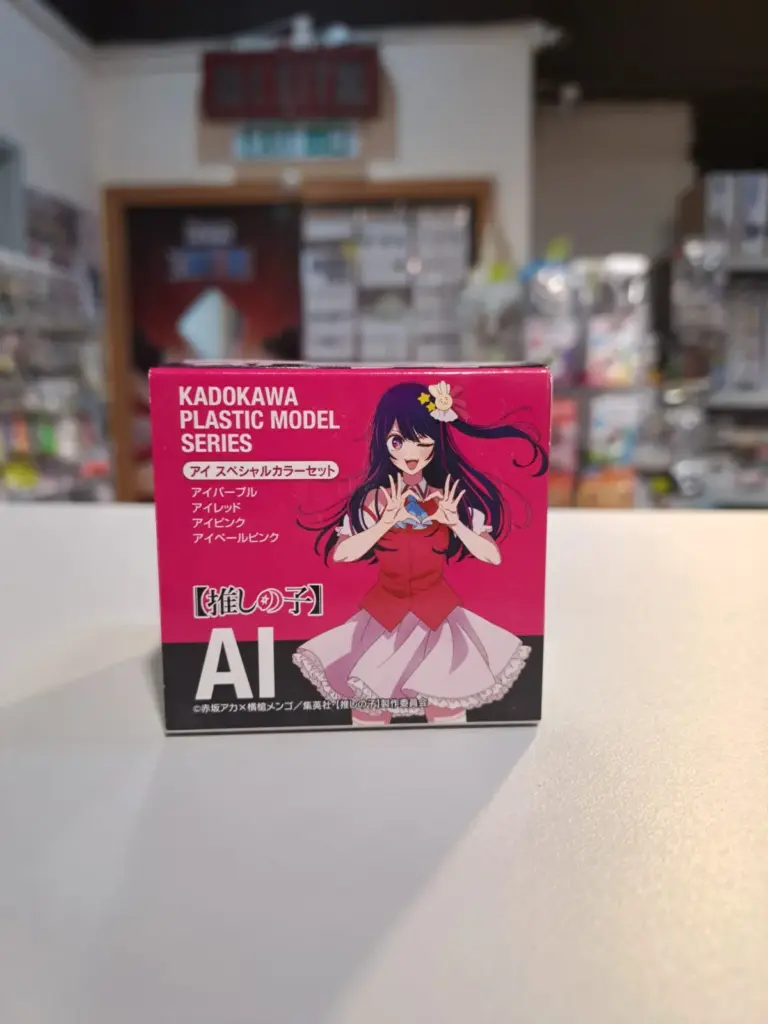 KADOKAWA
PLASTIC MODEL
SERIES
アイ スペシャルカラーセット
アイパープル
アイレッド
アイピンク
アイペールピンク
【推しの子】
AI
©赤坂アカ×横槍メンゴ/集英社・【推しの子】製作委員会